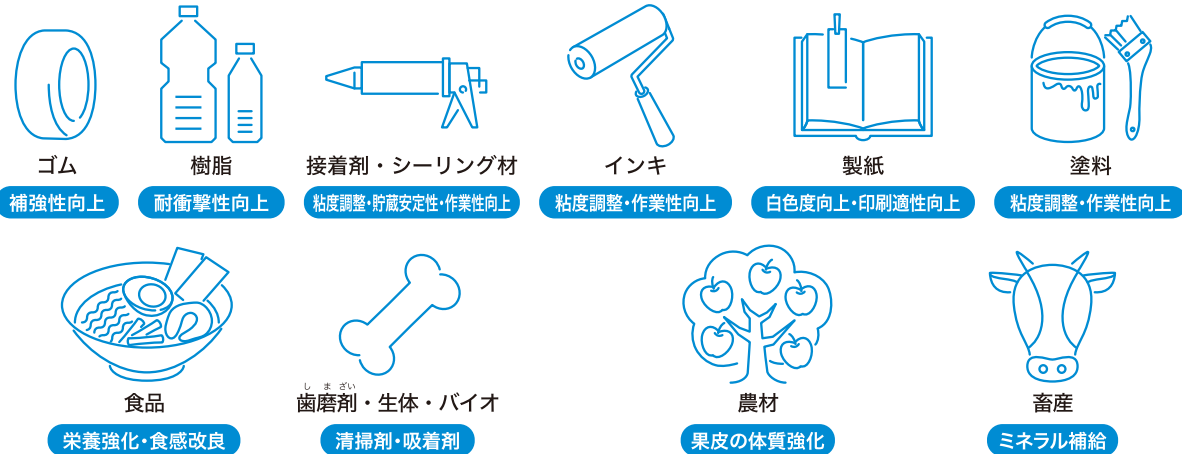 ゴム
樹脂
接着剤・シーリング材
インキ
製紙
塗料
補強性向上
耐衝撃性向上
粘度調整・貯蔵安定性・作業性向上
粘度調整・作業性向上
白色度向上・印刷適性向上
粘度調整・作業性向上
食品
しまざい
歯磨剤・生体・バイオ
農材
畜産
栄養強化・食感改良
清掃剤・吸着剤
果皮の体質強化
ミネラル補給